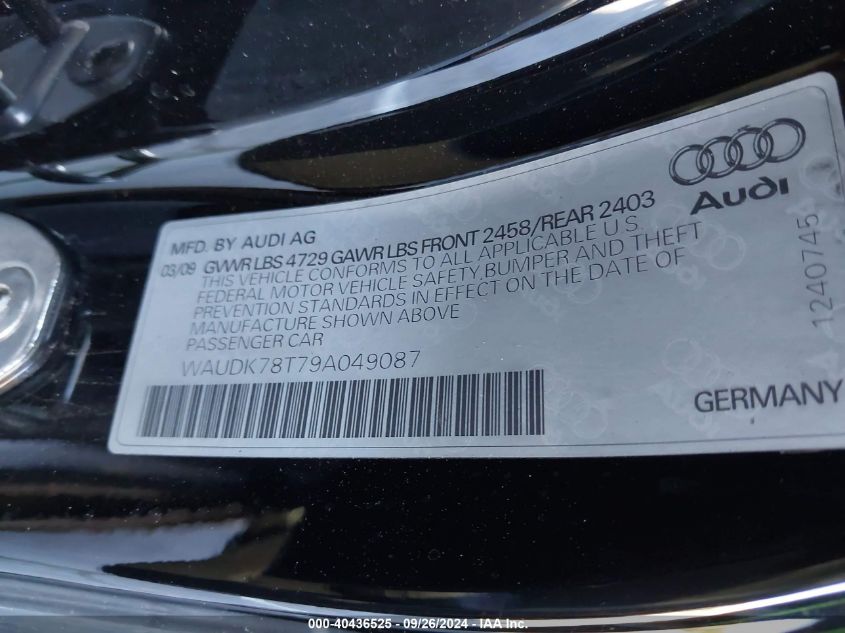 Audi
MFD. BY AUDI AG
03/09 GVWR LBS 4729 GAWR LBS FRONT 2458/REAR 2403
THIS VEHICLE CONFORMS TO ALL APPLICABLE U.S.
FEDERAL MOTOR VEHICLE SAFETY, BUMPER AND THEFT
PREVENTION STANDARDS IN EFFECT ON THE DATE OF
MANUFACTURE SHOWN ABOVE
PASSENGER CAR
WAUDK78T79A049087
GERMANY
1240745
000-40436525 - 09/26/2024 - IAAI.COM